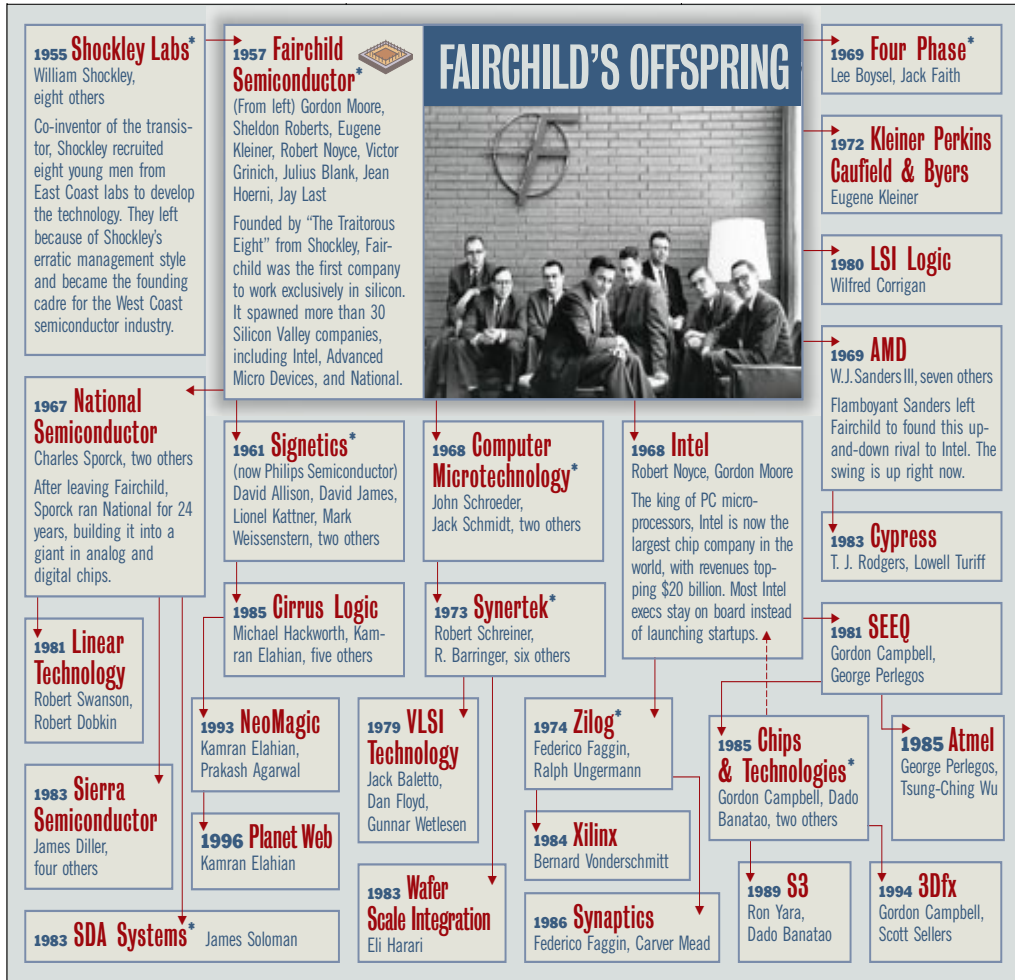 1955 Shockley Labs*
William Shockley,
eight others
Co-inventor of the transis-
tor, Shockley recruited
eight young men from
East Coast labs to develop
the technology. They left
because of Shockley's
erratic management style
and became the founding
cadre for the West Coast
semiconductor industry.
1957 Fairchild
Semiconductor*
(From left) Gordon Moore,
Sheldon Roberts, Eugene
Kleiner, Robert Noyce, Victor
Grinich, Julius Blank, Jean
Hoerni, Jay Last
Founded by “The Traitorous
Eight” from Shockley, Fair-
child was the first company
to work exclusively in silicon.
It spawned more than 30
Silicon Valley companies,
including Intel, Advanced
Micro Devices, and National.
FAIRCHILD'S OFFSPRING
1969 Four Phase*
Lee Boysel, Jack Faith
1972 Kleiner Perkins
Caufield & Byers
Eugene Kleiner
1980 LSI Logic
Wilfred Corrigan
1969 AMD
W.J.Sanders III, seven others
Flamboyant Sanders left
Fairchild to found this up-
and-down rival to Intel. The
swing is up right now.
1983 Cypress
T. J. Rodgers, Lowell Turiff
1967 National
Semiconductor
Charles Sporck, two others
After leaving Fairchild,
Sporck ran National for 24
years, building it into a
giant in analog and
digital chips.
1961 Signetics*
(now Philips Semiconductor)
David Allison, David James,
Lionel Kattner, Mark
Weissenstern, two others
1968 Computer
Microtechnology*
John Schroeder,
Jack Schmidt, two others
1968 Intel
Robert Noyce, Gordon Moore
The king of PC micro-
processors, Intel is now the
largest chip company in the
world, with revenues top-
ping $20 billion. Most Intel
execs stay on board instead
of launching startups.
1985 Cirrus Logic
Michael Hackworth, Kam-
ran Elahian, five others
1973 Synertek*
Robert Schreiner,
R. Barringer, six others
1981 SEEQ
Gordon Campbell,
George Perlegos
1981 Linear
Technology
Robert Swanson,
Robert Dobkin
1993 NeoMagic
Kamran Elahian,
Prakash Agarwal
1979 VLSI
Technology
Jack Baletto,
Dan Floyd,
Gunnar Wetlesen
1974 Zilog*
Federico Faggin,
Ralph Ungermann
1985 Chips
& Technologies*
Gordon Campbell, Dado
Banatao, two others
1985 Atmel
George Perlegos,
Tsung-Ching Wu
1983 Sierra
Semiconductor
James Diller,
four others
1996 Planet Web
Kamran Elahian
1984 Xilinx
Bernard Vonderschmitt
1983 Wafer
Scale Integration
Eli Harari
1986 Synaptics
Federico Faggin, Carver Mead
1989 S3
Ron Yara,
Dado Banatao
1994 3Dfx
Gordon Campbell,
Scott Sellers
1983 SDA Systems* James Soloman